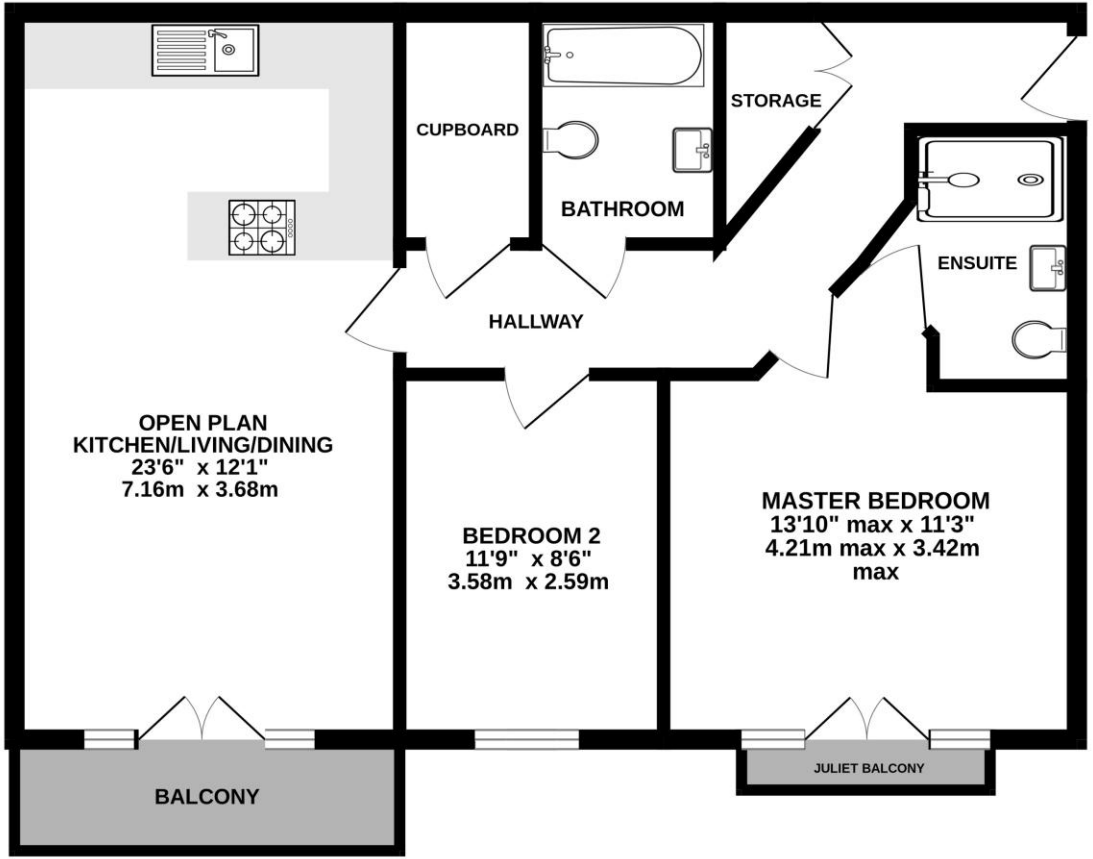 CUPBOARD
STORAGE
BATHROOM
ENSUITE
HALLWAY
OPEN PLAN
KITCHEN/LIVING/DINING
23'6" x 12'1"
7.16m x 3.68m
BEDROOM 2
11'9" x 8'6"
3.58m x 2.59m
MASTER BEDROOM
13'10" max x 11'3"
4.21m max x 3.42m
max
BALCONY
JULIET BALCONY